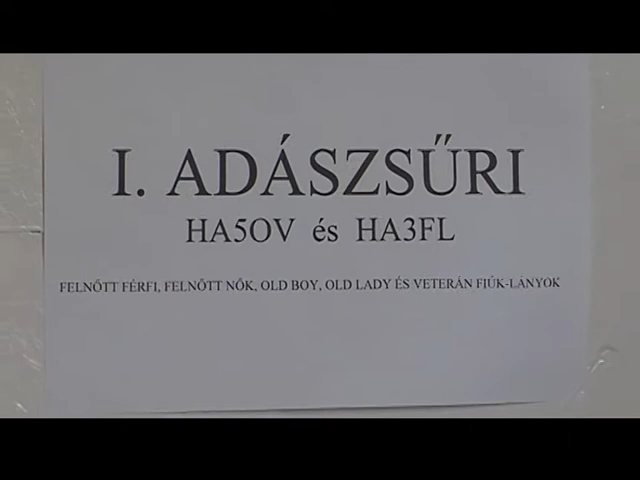 I. ADÁSZSŰRI
HA5OV és HA3FL
FELNŐTT FÉRFI, FELNŐTT NŐK, OLD BOY, OLD LADY ÉS VETERÁN FIÚK-LÁNYOK